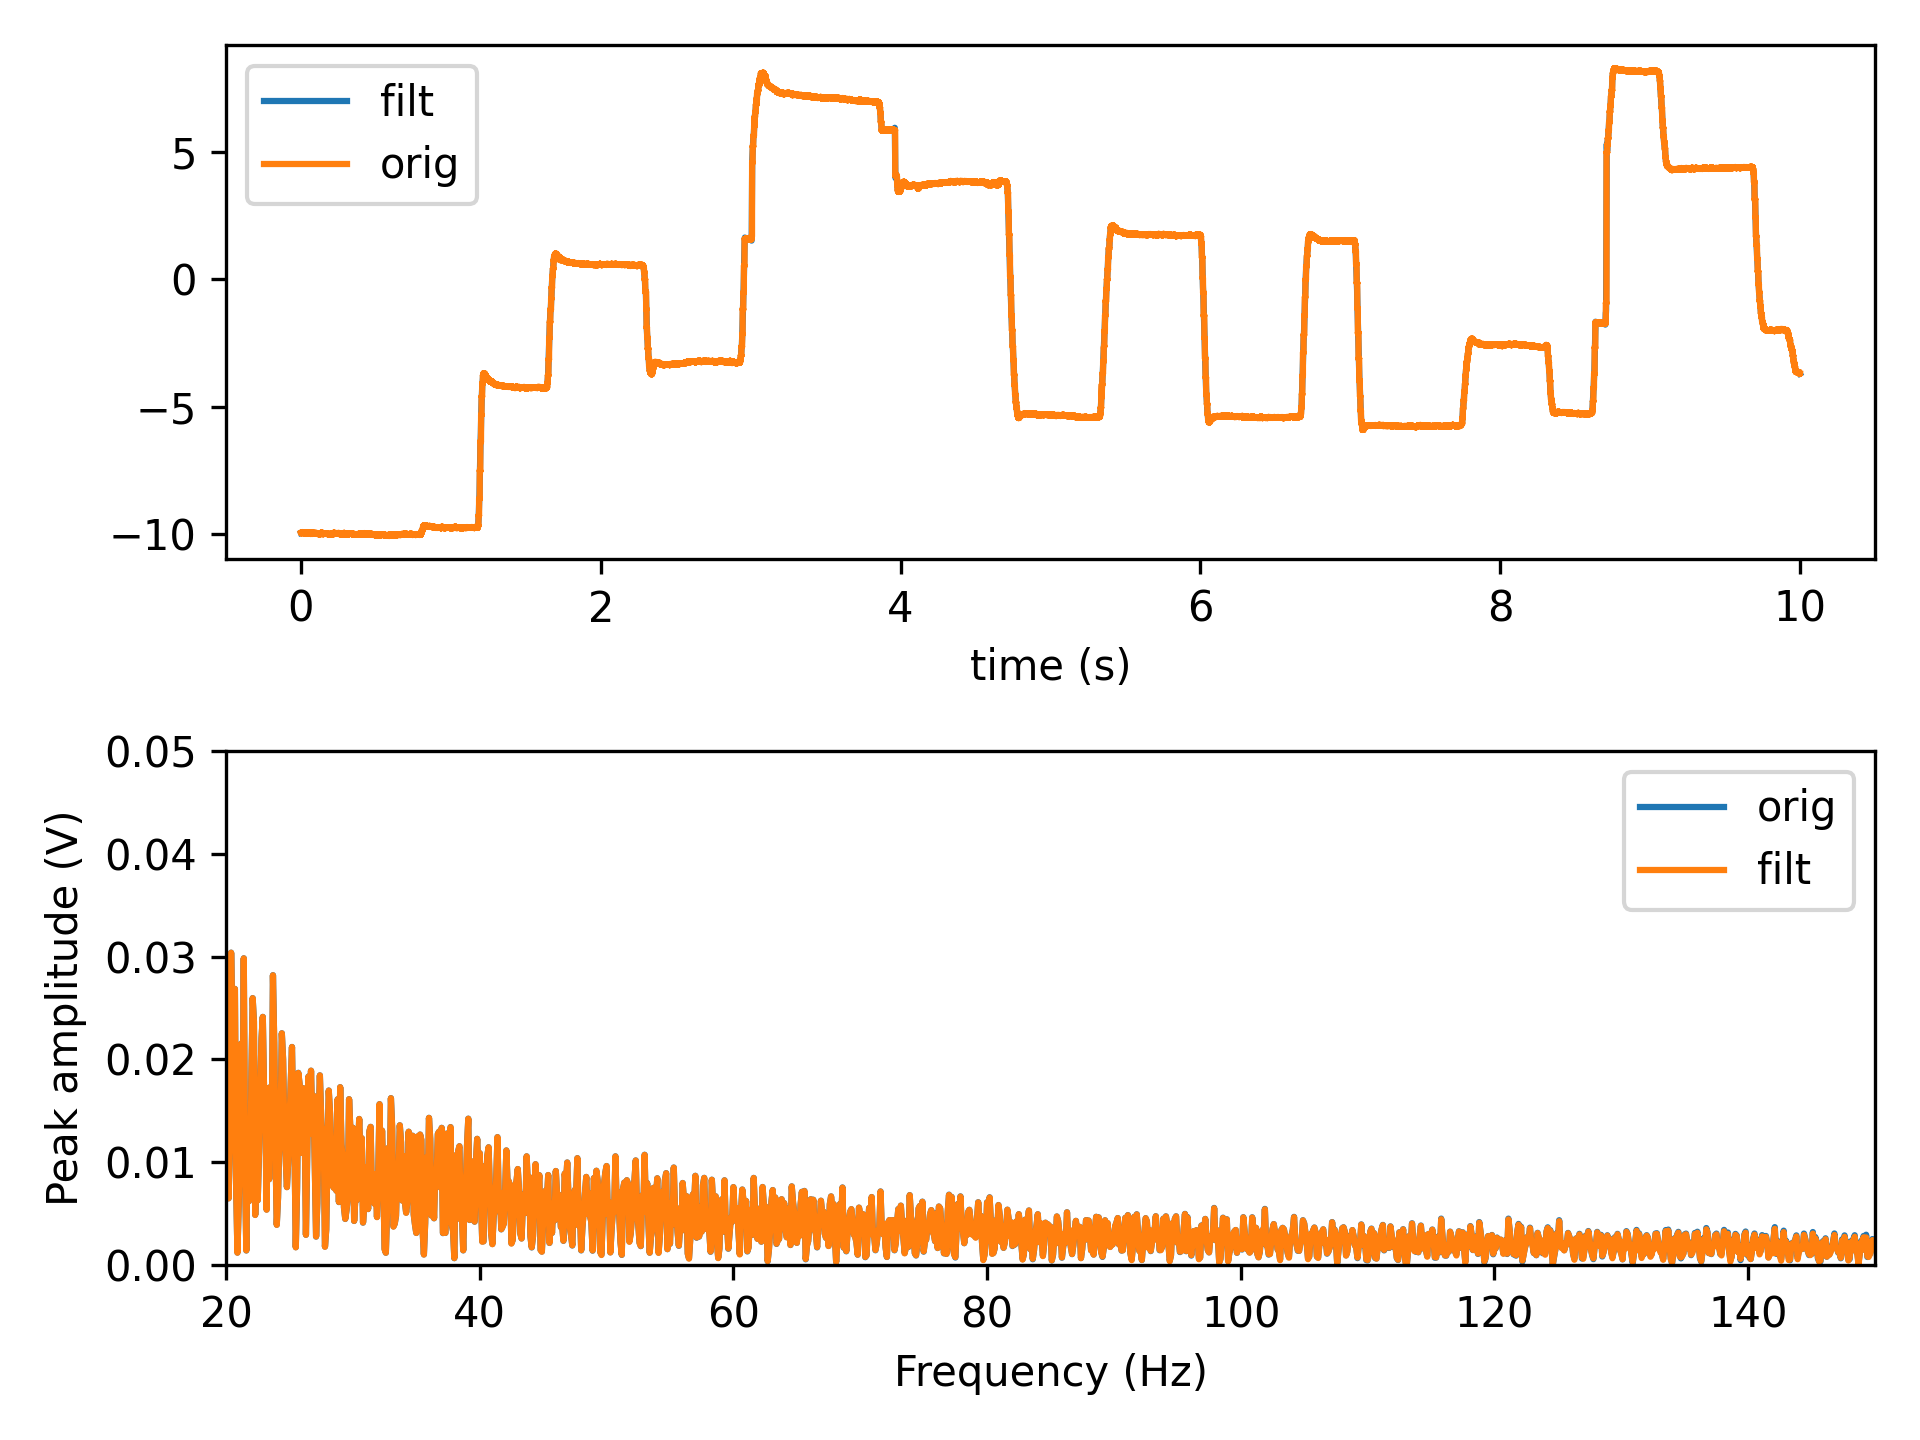 filt
orig
5
0
−5
−10
0 2 4 6 8 10
time (s)
0.05
0.04
0.03
0.02
0.01
0.00
Peak amplitude (V)
orig
filt
20 40 60 80 100 120 140
Frequency (Hz)